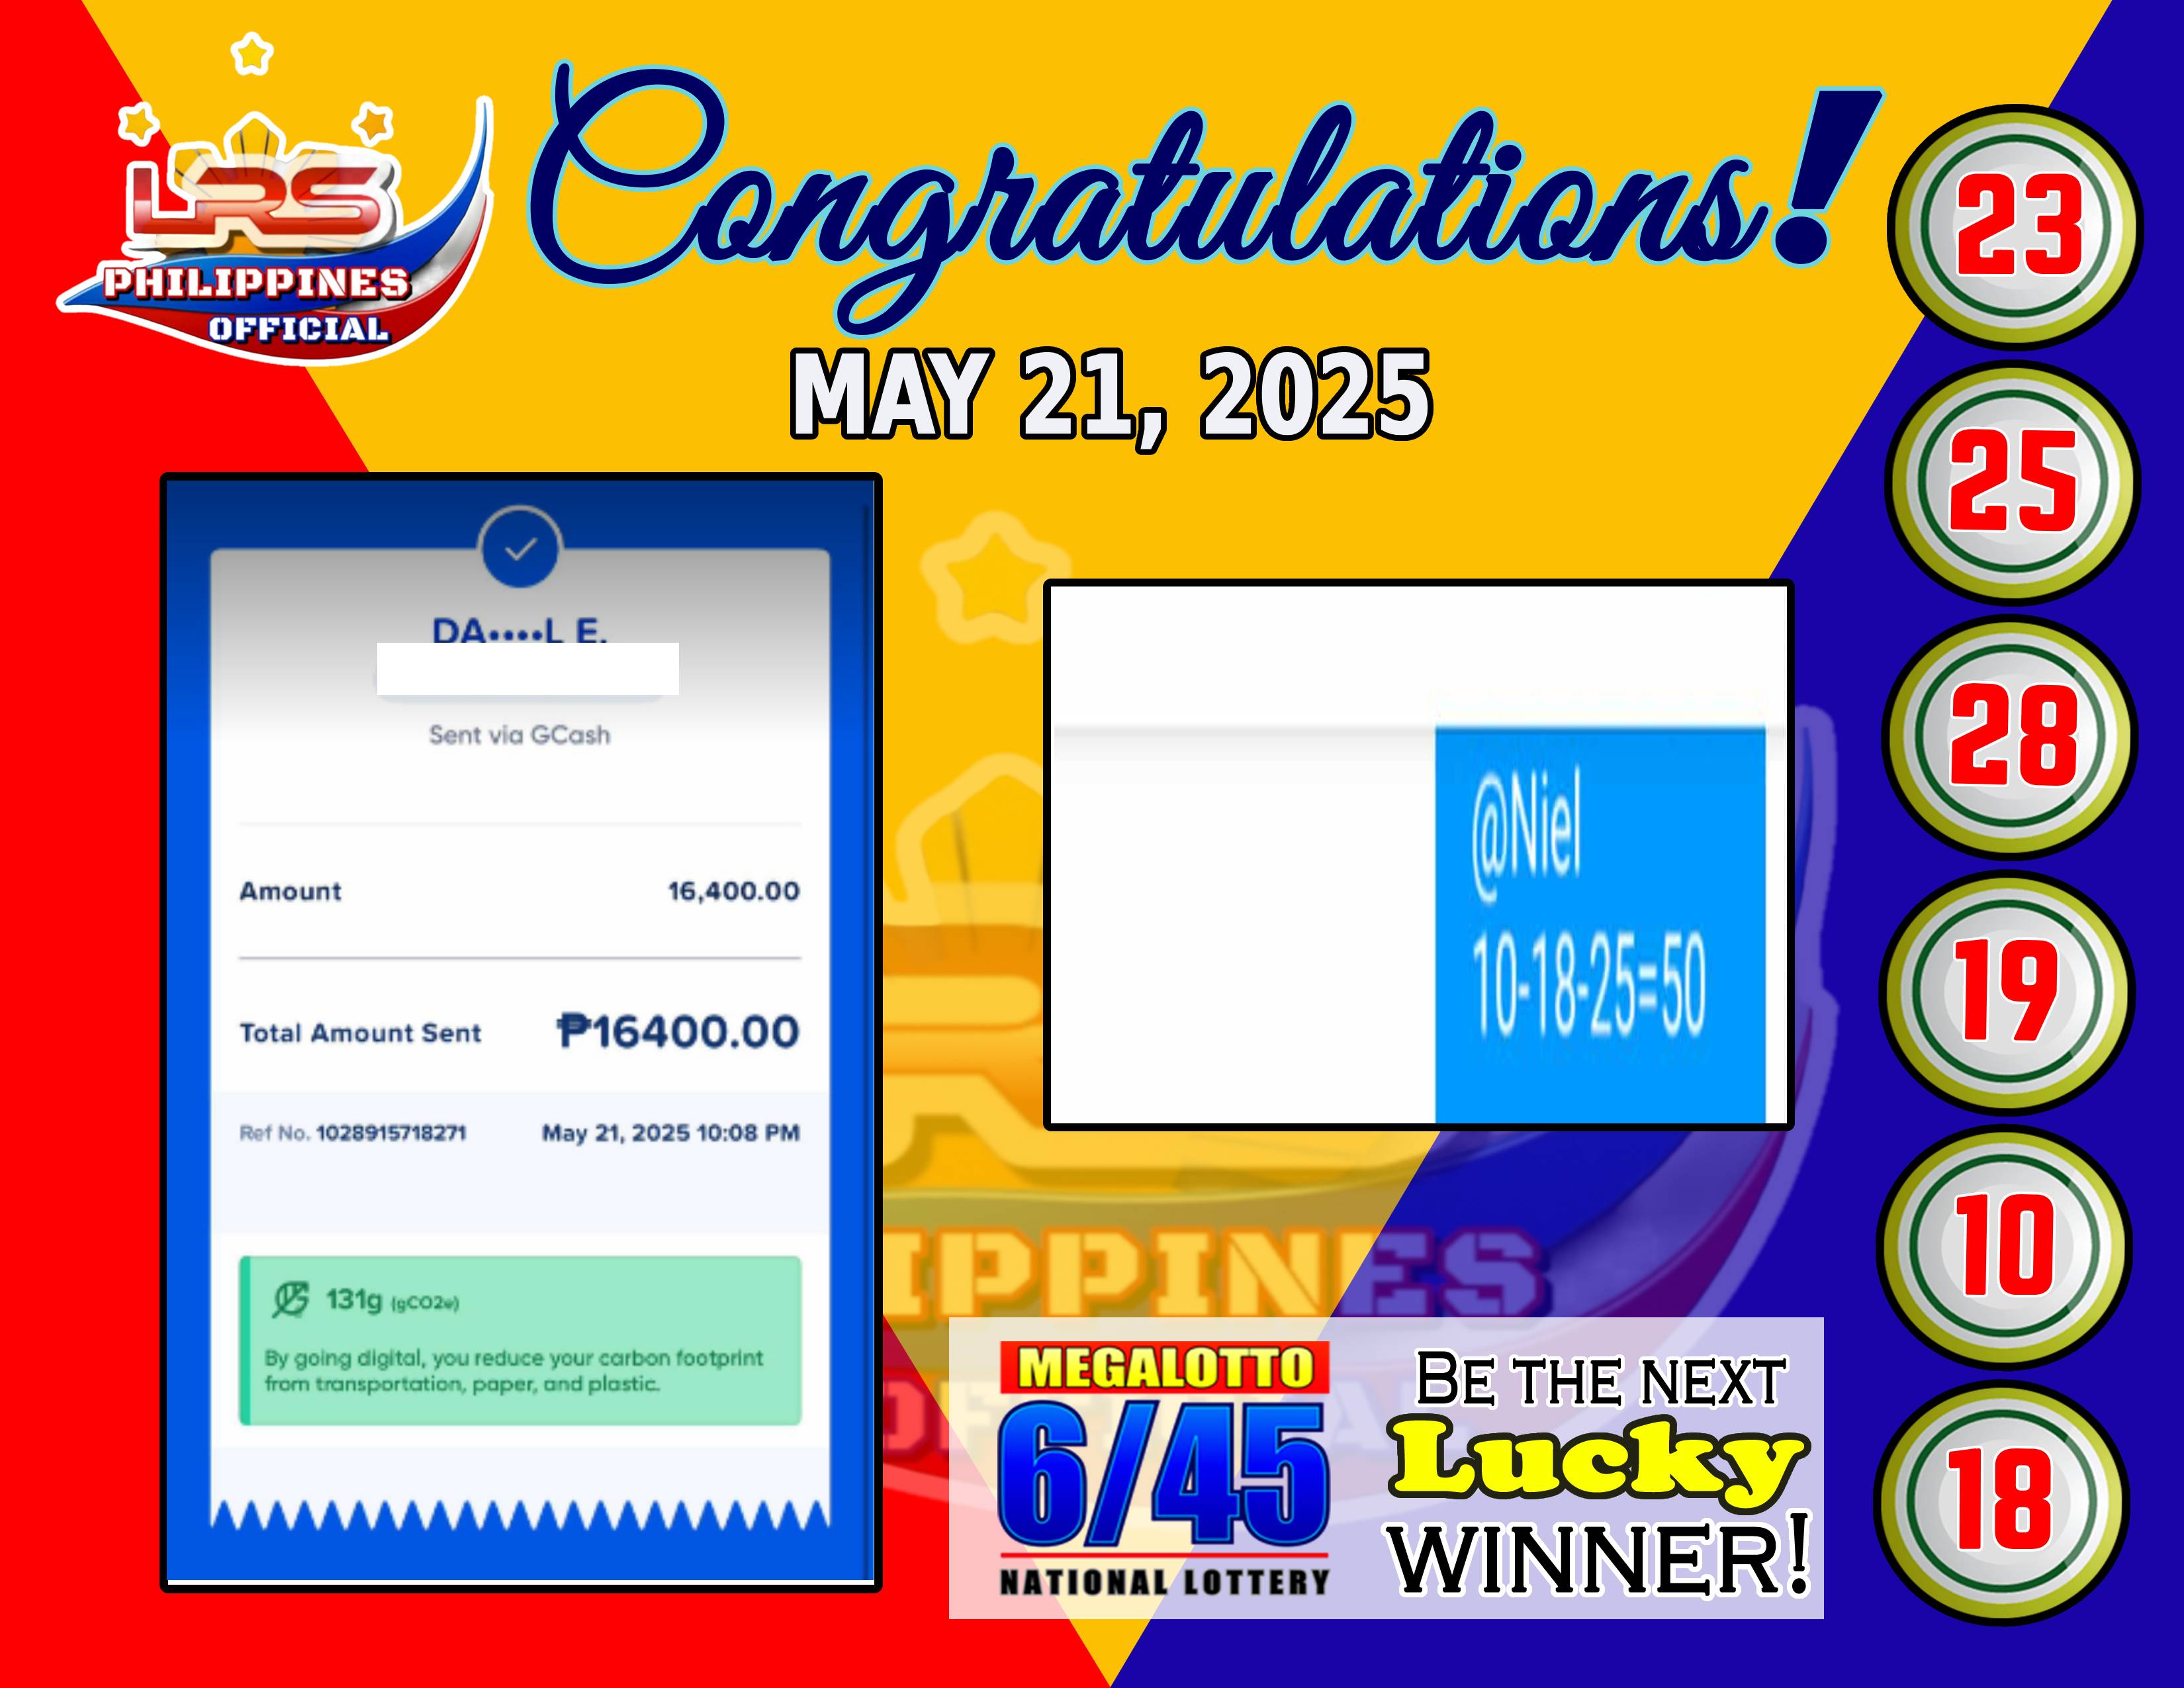 LRS
PHILIPPINES
OFFICIAL
Congratulations!
MAY 21, 2025
DA••••L E.
Sent via GCash
Amount 16,400.00
Total Amount Sent ₱16400.00
Ref No. 1028915718271 May 21, 2025 10:08 PM
131g (gCO2e)
By going digital, you reduce your carbon footprint
from transportation, paper, and plastic.
@Niel
10-18-25=50
IPPINES
MEGALOTTO
6/45
NATIONAL LOTTERY
BE THE NEXT
Lucky
WINNER!
23
25
28
19
10
18